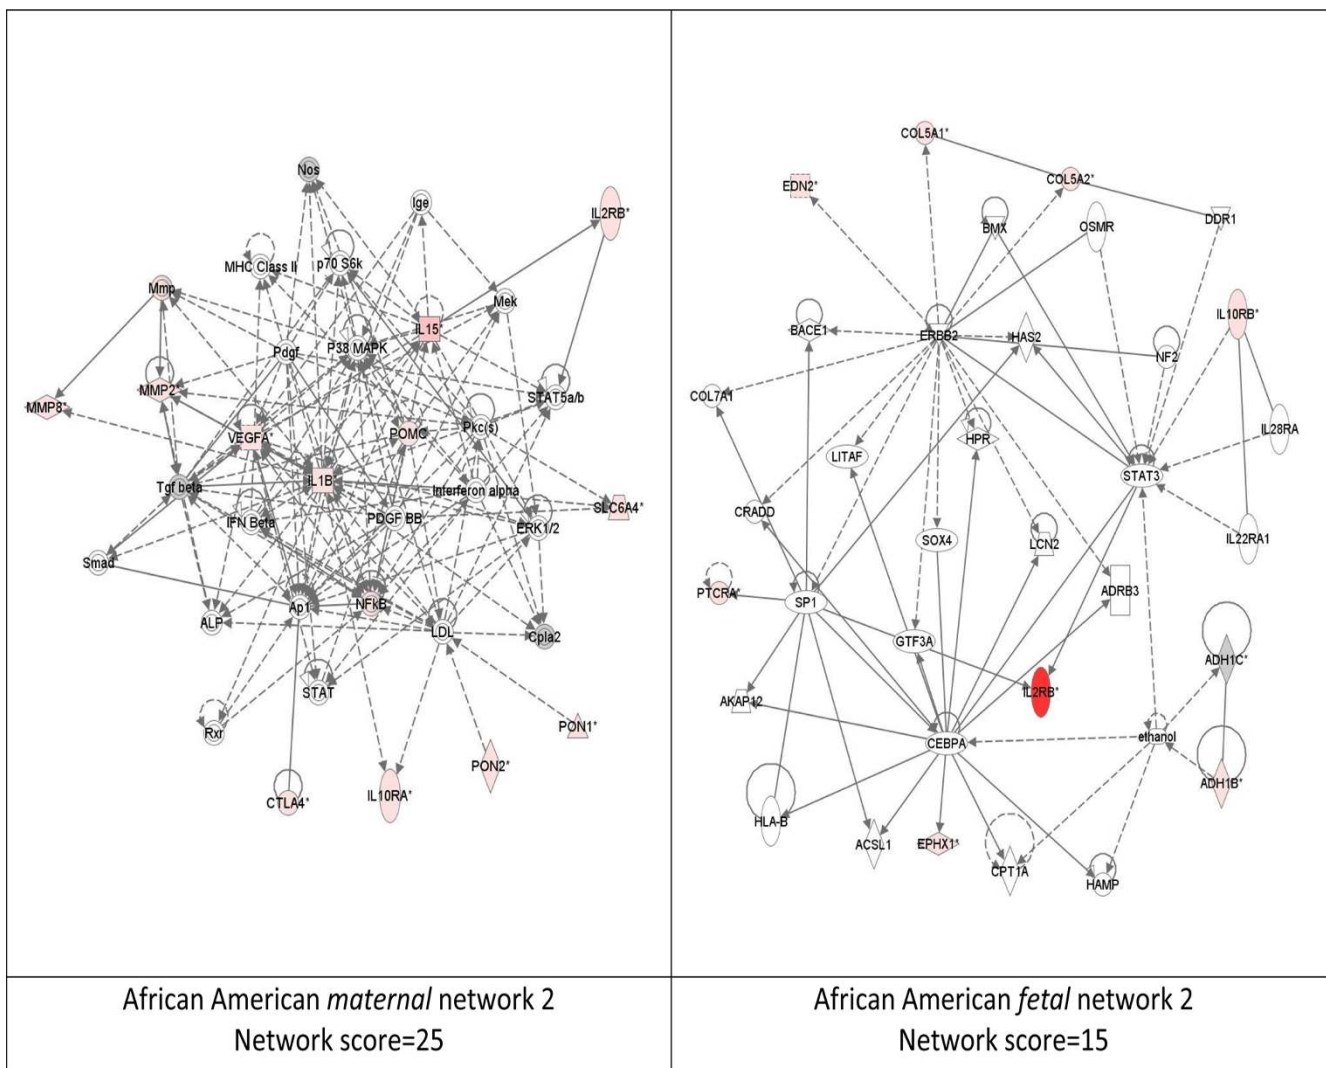 Nos
Ige
IL2RB*
MHC Class II
p70 S6k
Mmp
Mek
IL15*
Pdgf
P38 MAPK
MMP2*
STAT5a/b
MMP8*
VEGFA*
POMC
Pkc(s)
IL1B*
Tgf beta
Interferon alpha
SLC6A4*
IFN Beta
PDGF BB
ERK1/2
Smad
Ap1
NFkB
ALP
LDL
Cpla2
STAT
Rxr
PON1*
PON2*
CTLA4*
IL10RA*
African American maternal network 2
Network score=25
COL5A1*
EDN2*
COL5A2*
BMX
OSMR
DDR1
IL10RB*
BACE1
ERBB2
HAS2
NF2
COL7A1
HPR
IL28RA
LITAF
STAT3
CRADD
SOX4
LCN2
IL22RA1
PTCRA*
SP1
ADRB3
GTF3A
ADH1C*
IL2RB*
AKAP12
CEBPA
ethanol
ADH1B*
HLA-B
ACSL1
EPHX1*
CPT1A
HAMP
African American fetal network 2
Network score=15